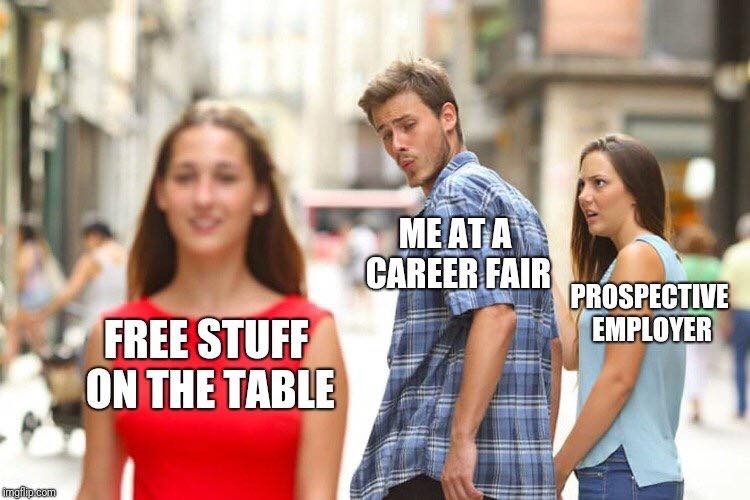 ME AT A
CAREER FAIR
PROSPECTIVE
EMPLOYER
FREE STUFF
ON THE TABLE
imgflip.com